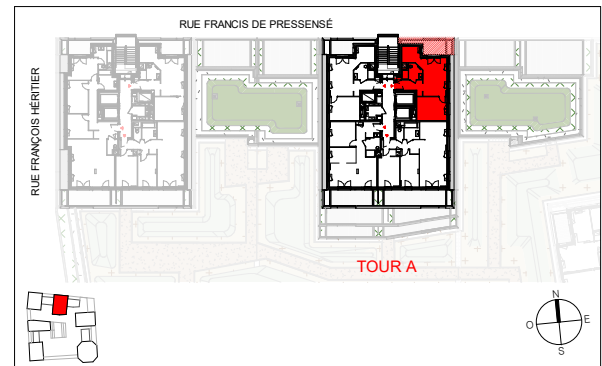 RUE FRANCIS DE PRESSENSÉ
RUE FRANÇOIS HÉRITIER
TOUR A
N
O
E
S